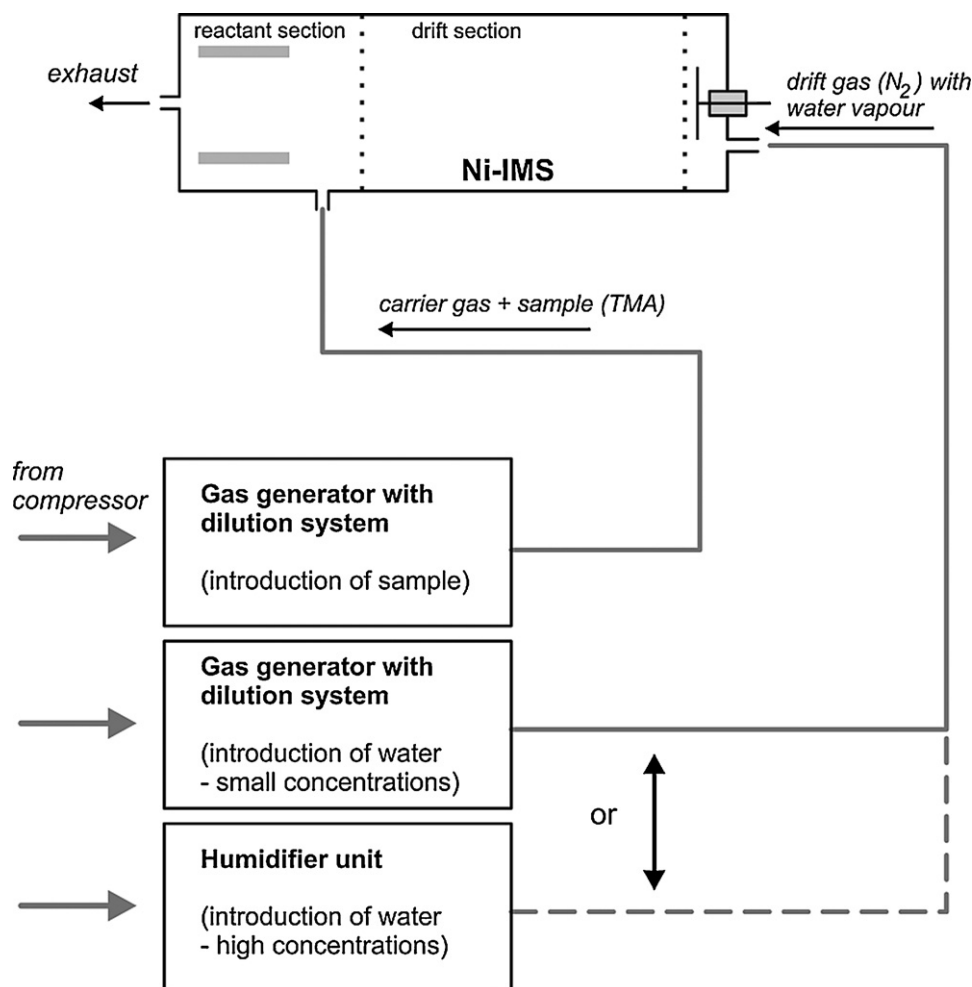 reactant section
drift section
exhaust
drift gas (N₂) with
water vapour
Ni-IMS
carrier gas + sample (TMA)
from
compressor
Gas generator with
dilution system
(introduction of sample)
Gas generator with
dilution system
(introduction of water
- small concentrations)
or
Humidifier unit
(introduction of water
- high concentrations)